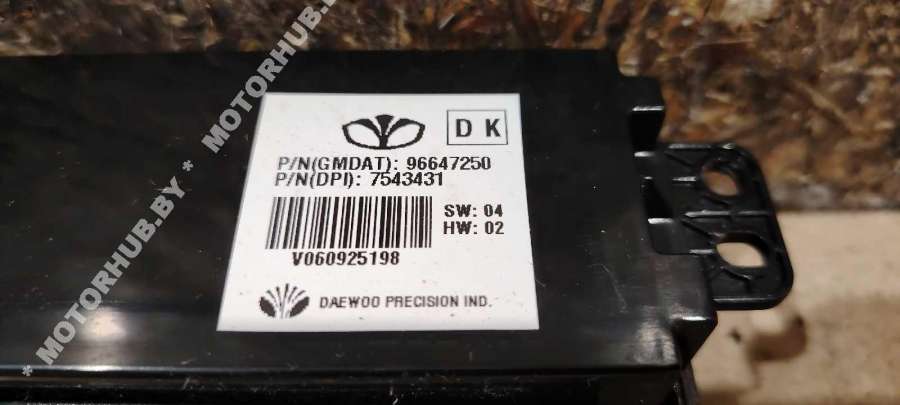 D K
P/N(GMDAT): 96647250
P/N(DPI): 7543431
SW: 04
HW: 02
V060925198
DAEWOO PRECISION IND.
* MOTORHUB.BY * MOTORHUB.BY